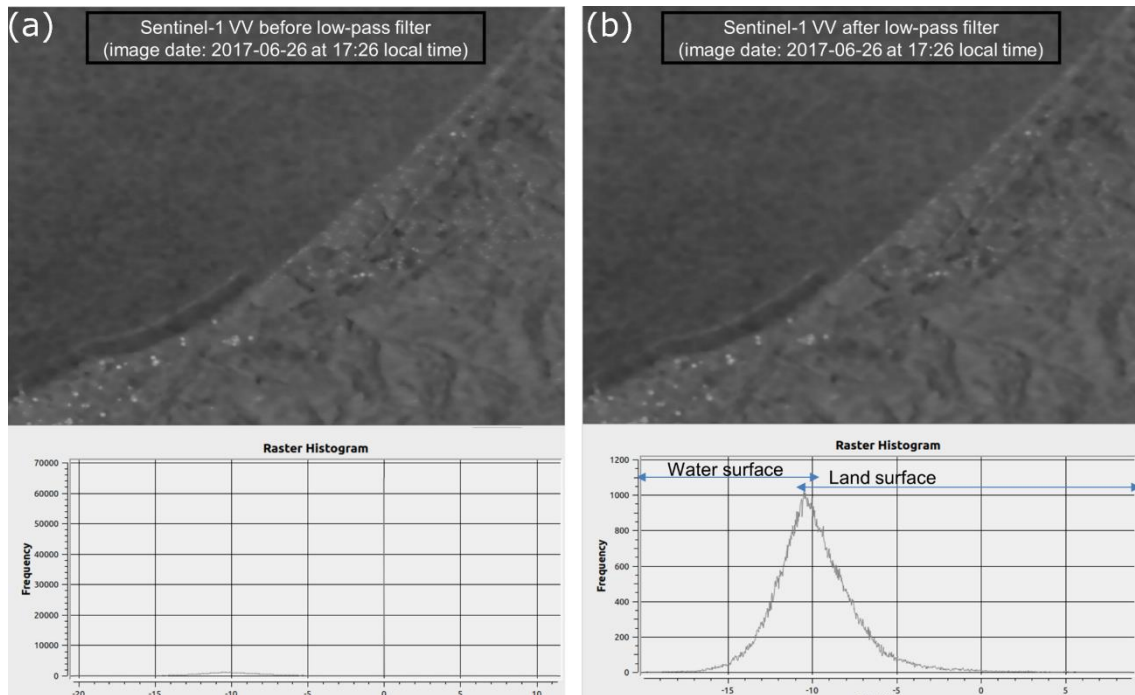 (a)
Sentinel-1 VV before low-pass filter
(image date: 2017-06-26 at 17:26 local time)
Raster Histogram
70000
60000
50000
40000
30000
20000
10000
0
Frequency
-20 -15 -10 -5 0 5 10
(b)
Sentinel-1 VV after low-pass filter
(image date: 2017-06-26 at 17:26 local time)
Raster Histogram
Water surface
Land surface
1200
1000
800
600
400
200
0
Frequency
-15 -10 -5 0 5